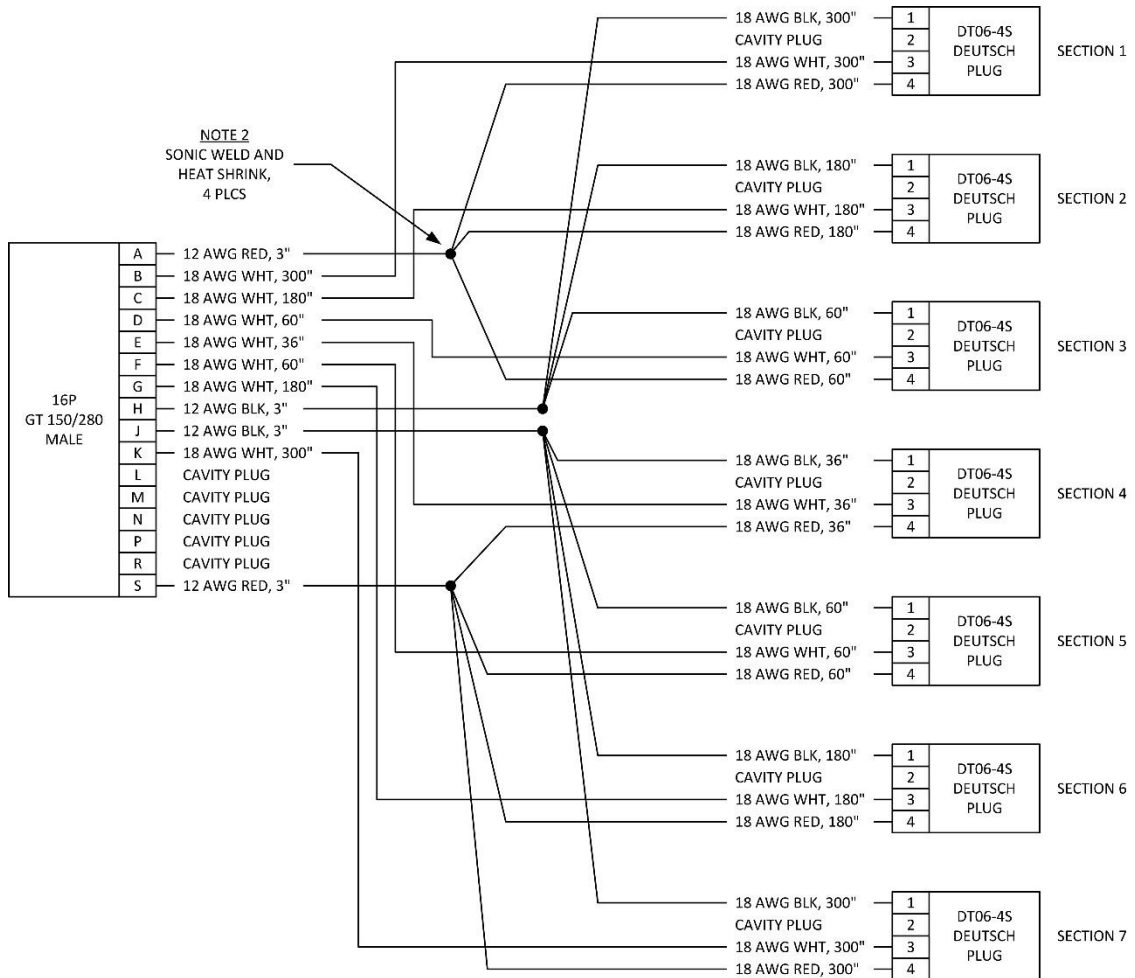 NOTE 2
SONIC WELD AND
HEAT SHRINK,
4 PLCS
16P
GT 150/280
MALE
A 12 AWG RED, 3"
B 18 AWG WHT, 300"
C 18 AWG WHT, 180"
D 18 AWG WHT, 60"
E 18 AWG WHT, 36"
F 18 AWG WHT, 60"
G 18 AWG WHT, 180"
H 12 AWG BLK, 3"
J 12 AWG BLK, 3"
K 18 AWG WHT, 300"
L CAVITY PLUG
M CAVITY PLUG
N CAVITY PLUG
P CAVITY PLUG
R CAVITY PLUG
S 12 AWG RED, 3"
18 AWG BLK, 300" 1
CAVITY PLUG 2
18 AWG WHT, 300" 3
18 AWG RED, 300" 4
DT06-4S
DEUTSCH
PLUG
SECTION 1
18 AWG BLK, 180" 1
CAVITY PLUG 2
18 AWG WHT, 180" 3
18 AWG RED, 180" 4
DT06-4S
DEUTSCH
PLUG
SECTION 2
18 AWG BLK, 60" 1
CAVITY PLUG 2
18 AWG WHT, 60" 3
18 AWG RED, 60" 4
DT06-4S
DEUTSCH
PLUG
SECTION 3
18 AWG BLK, 36" 1
CAVITY PLUG 2
18 AWG WHT, 36" 3
18 AWG RED, 36" 4
DT06-4S
DEUTSCH
PLUG
SECTION 4
18 AWG BLK, 60" 1
CAVITY PLUG 2
18 AWG WHT, 60" 3
18 AWG RED, 60" 4
DT06-4S
DEUTSCH
PLUG
SECTION 5
18 AWG BLK, 180" 1
CAVITY PLUG 2
18 AWG WHT, 180" 3
18 AWG RED, 180" 4
DT06-4S
DEUTSCH
PLUG
SECTION 6
18 AWG BLK, 300" 1
CAVITY PLUG 2
18 AWG WHT, 300" 3
18 AWG RED, 300" 4
DT06-4S
DEUTSCH
PLUG
SECTION 7